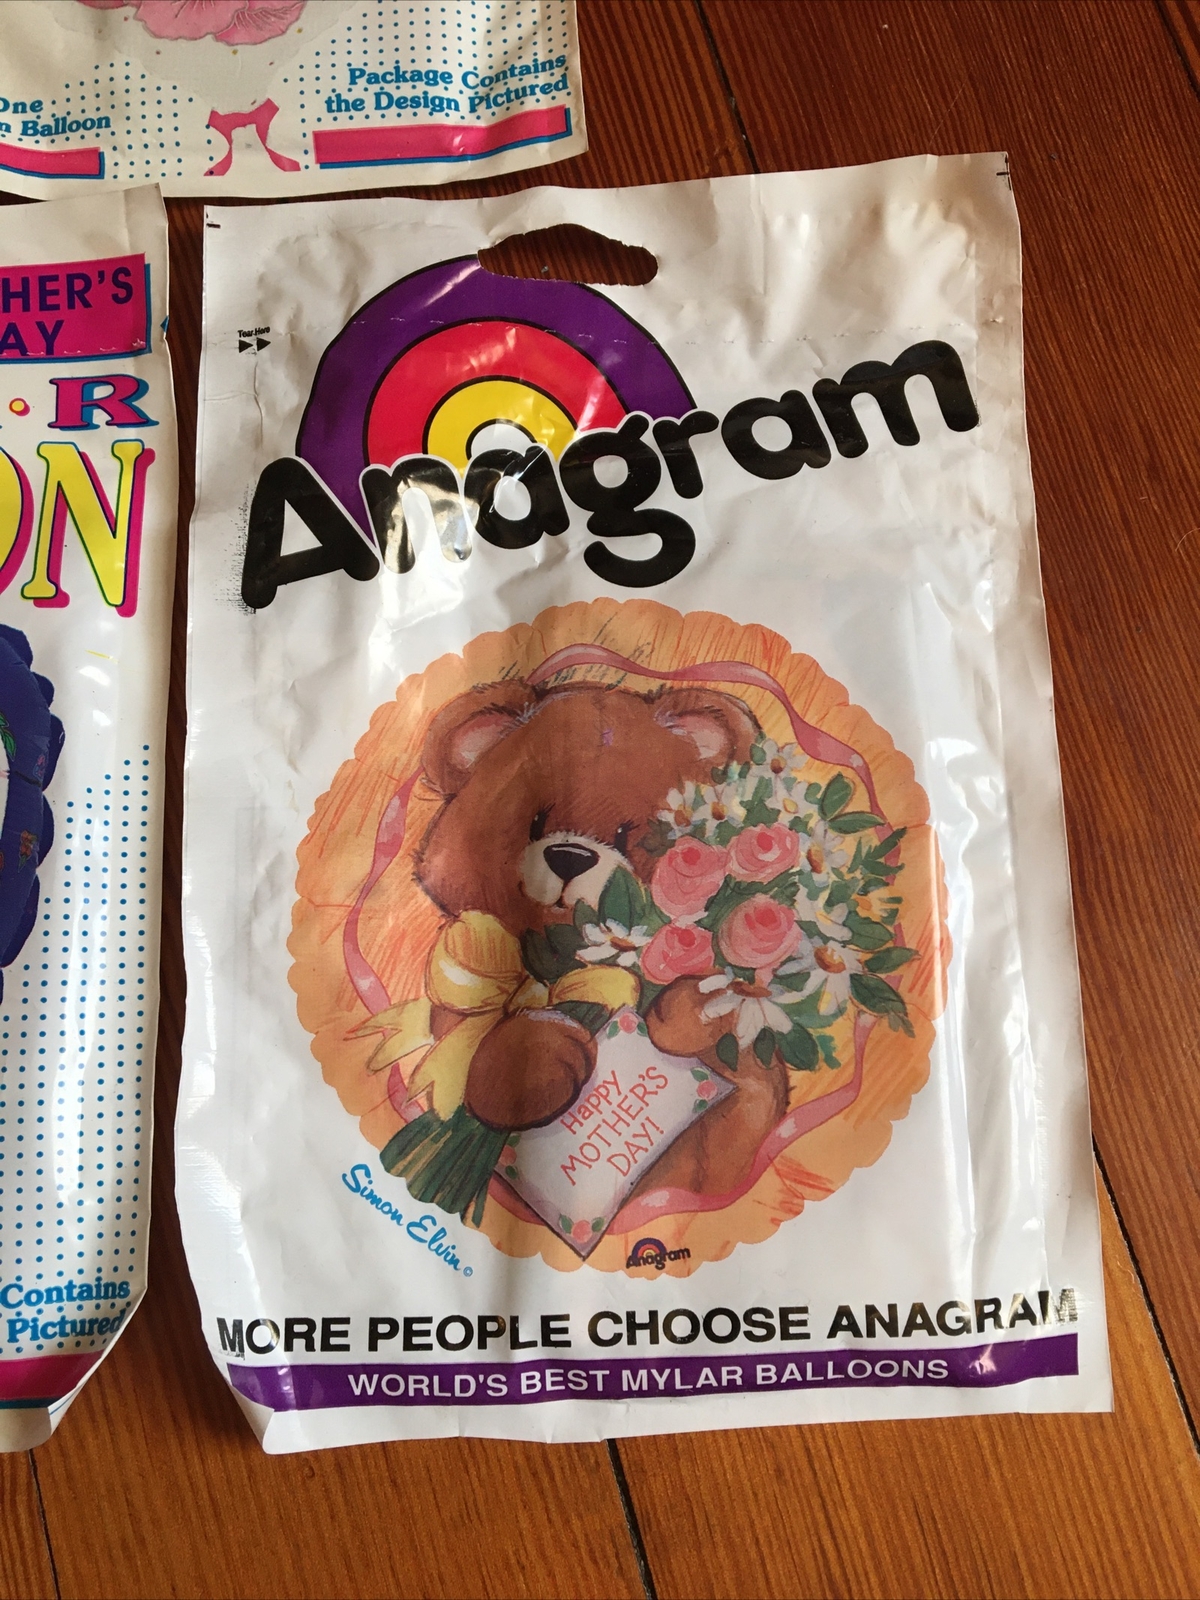 One
n Balloon
Package Contains
the Design Pictured
HER'S
AY
R
ON
Contains
Pictured
Tear Here
Anagram
Happy
MOTHER'S
DAY!
Simon Elvin ©
Anagram
MORE PEOPLE CHOOSE ANAGRAM
WORLD'S BEST MYLAR BALLOONS